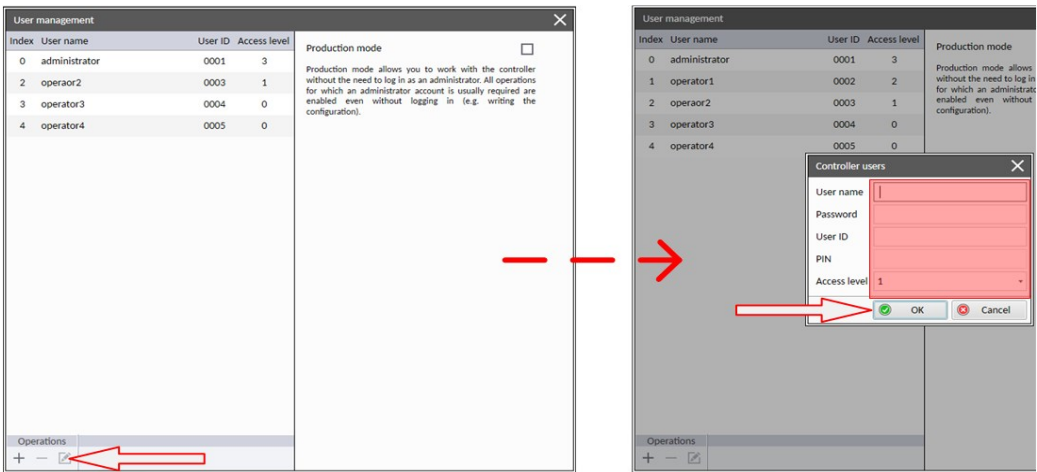 User management
Index User name User ID Access level
0 administrator 0001 3
2 operaor2 0003 1
3 operator3 0004 0
4 operator4 0005 0
Production mode
Production mode allows you to work with the controller
without the need to log in as an administrator. All operations
for which an administrator account is usually required are
enabled even without logging in (e.g. writing the
configuration).
Operations
User management
Index User name User ID Access level
0 administrator 0001 3
1 operator1 0002 2
2 operaor2 0003 1
3 operator3 0004 0
4 operator4 0005 0
Production mode
Production mode allows
without the need to log in
for which an administrato
enabled even without
configuration).
Controller users
User name
Password
User ID
PIN
Access level 1
OK Cancel
Operations